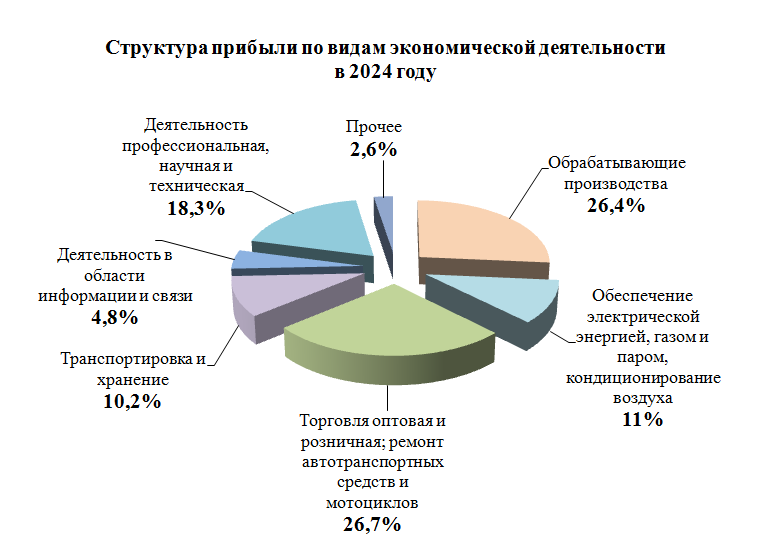 Структура прибыли по видам экономической деятельности
в 2024 году
Деятельность
профессиональная,
научная и
техническая
18,3%
Прочее
2,6%
Обрабатывающие
производства
26,4%
Деятельность в
области
информации и связи
4,8%
Обеспечение
электрической
энергией, газом и
паром,
кондиционирование
воздуха
11%
Транспортировка и
хранение
10,2%
Торговля оптовая и
розничная; ремонт
автотранспортных
средств и
мотоциклов
26,7%